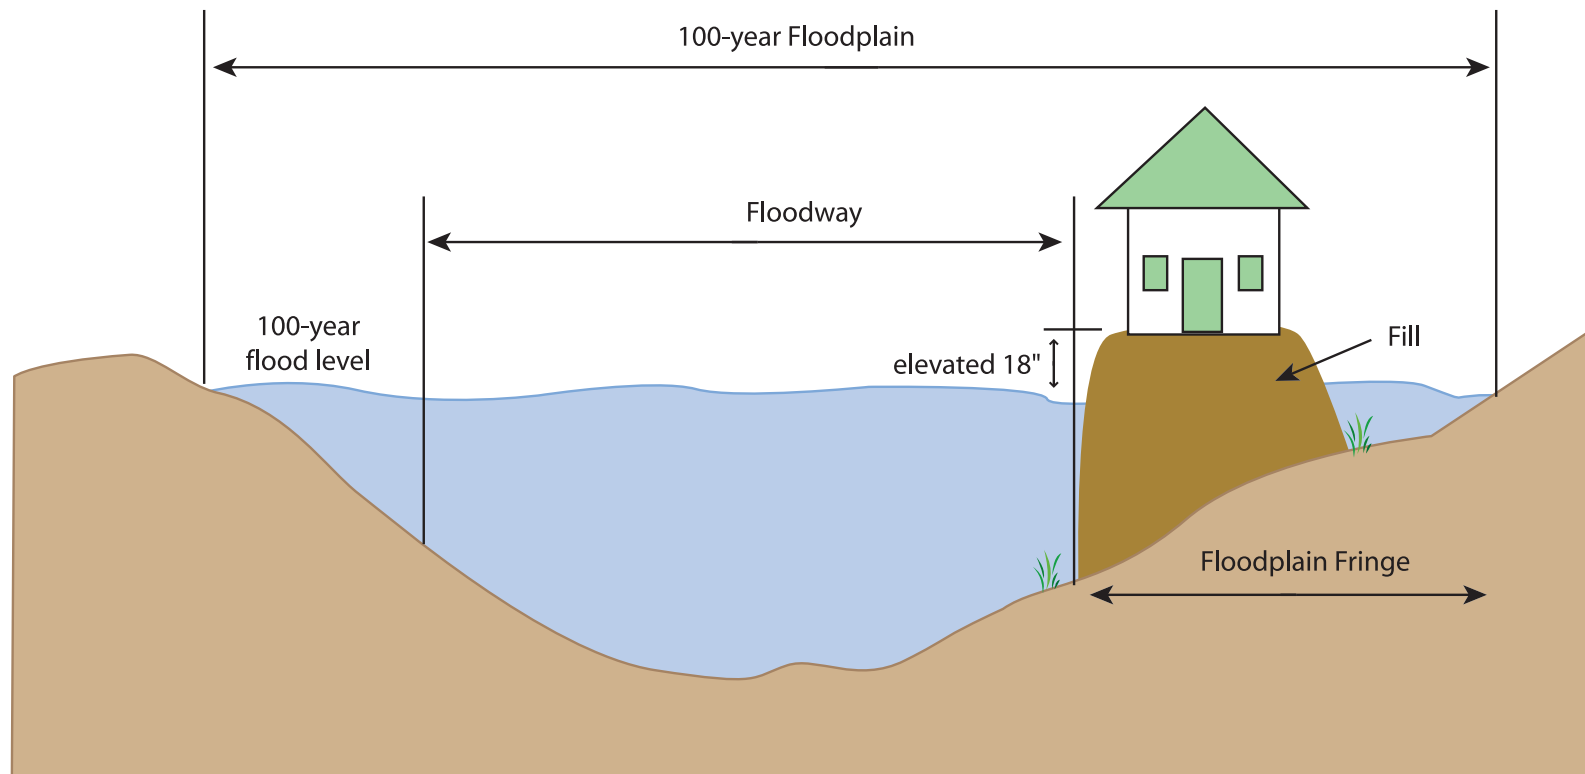 100-year Floodplain
Floodway
100-year
flood level
elevated 18"
Fill
Floodplain Fringe